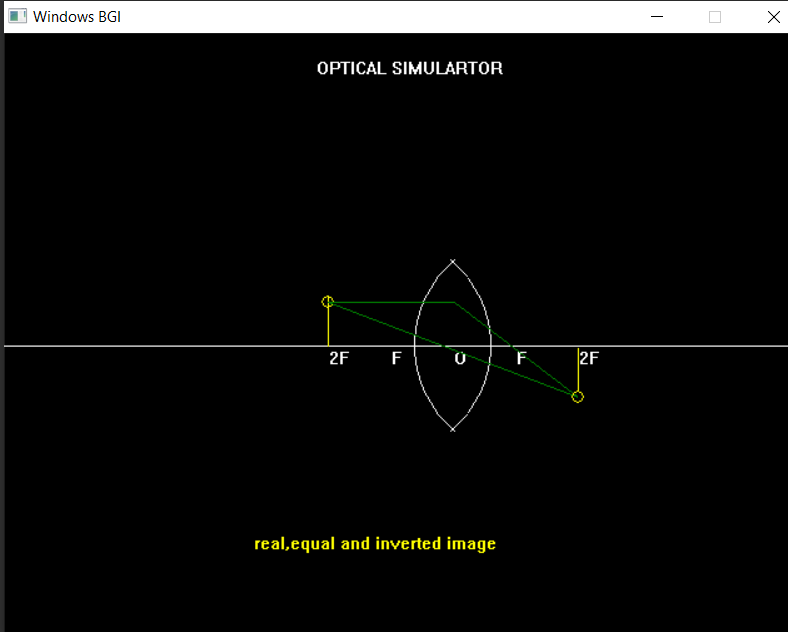 Windows BGI
OPTICAL SIMULARTOR
2F F O F 2F
real,equal and inverted image